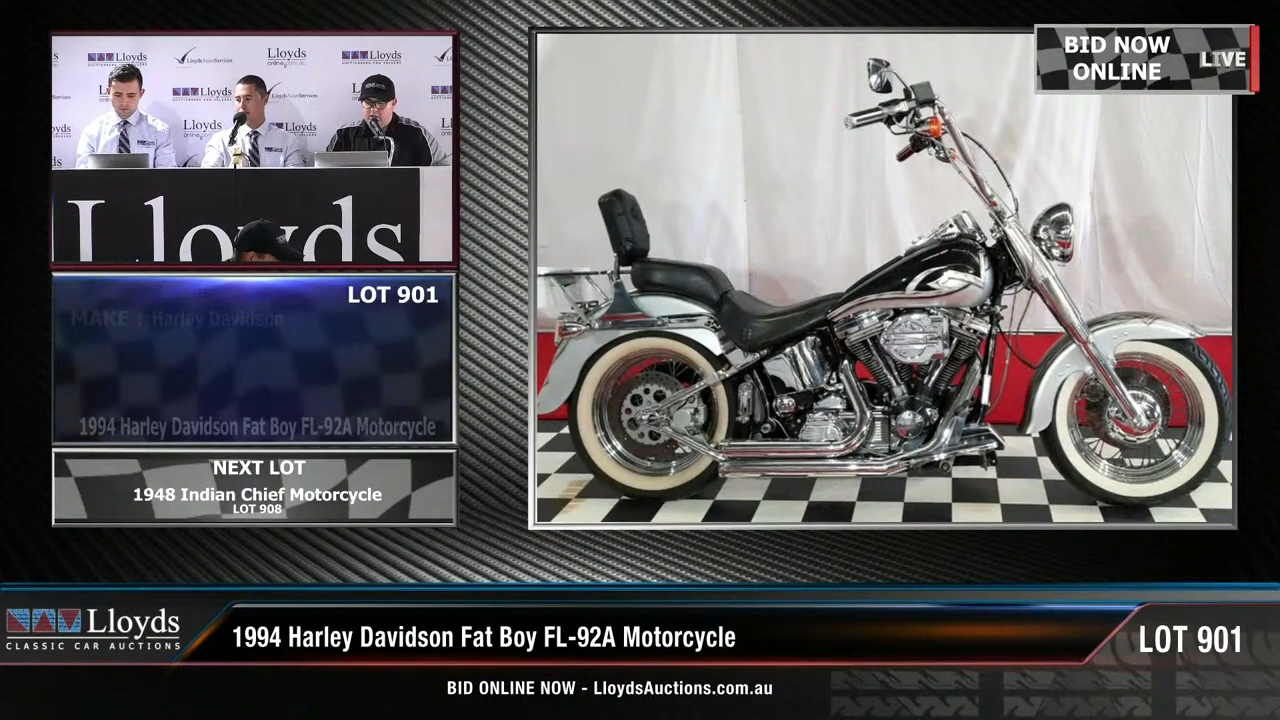 BID NOW
ONLINE
LIVE
Lloyds
Lloyds
Lloyds
Lloyds
Lloyds
Lloyds
Lloyds
LOT 901
MAKE : Harley Davidson
1994 Harley Davidson Fat Boy FL-92A Motorcycle
NEXT LOT
1948 Indian Chief Motorcycle
LOT 908
Lloyds
CLASSIC CAR AUCTIONS
1994 Harley Davidson Fat Boy FL-92A Motorcycle
LOT 901
BID ONLINE NOW - LloydsAuctions.com.au